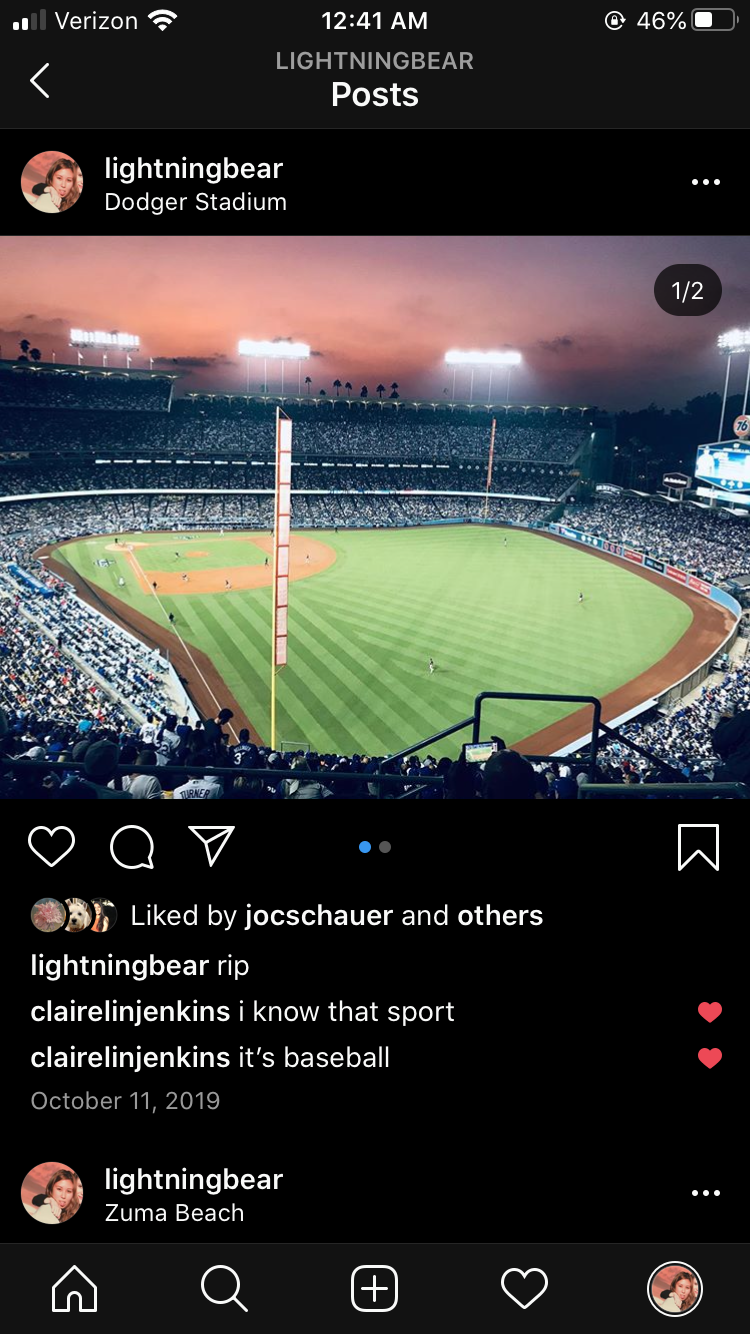 Verizon 12:41 AM 46%
LIGHTNINGBEAR
Posts
lightningbear
Dodger Stadium
1/2
76
TURNER
Liked by jocschauer and others
lightningbear rip
clairelinjenkins i know that sport
clairelinjenkins it’s baseball
October 11, 2019
lightningbear
Zuma Beach